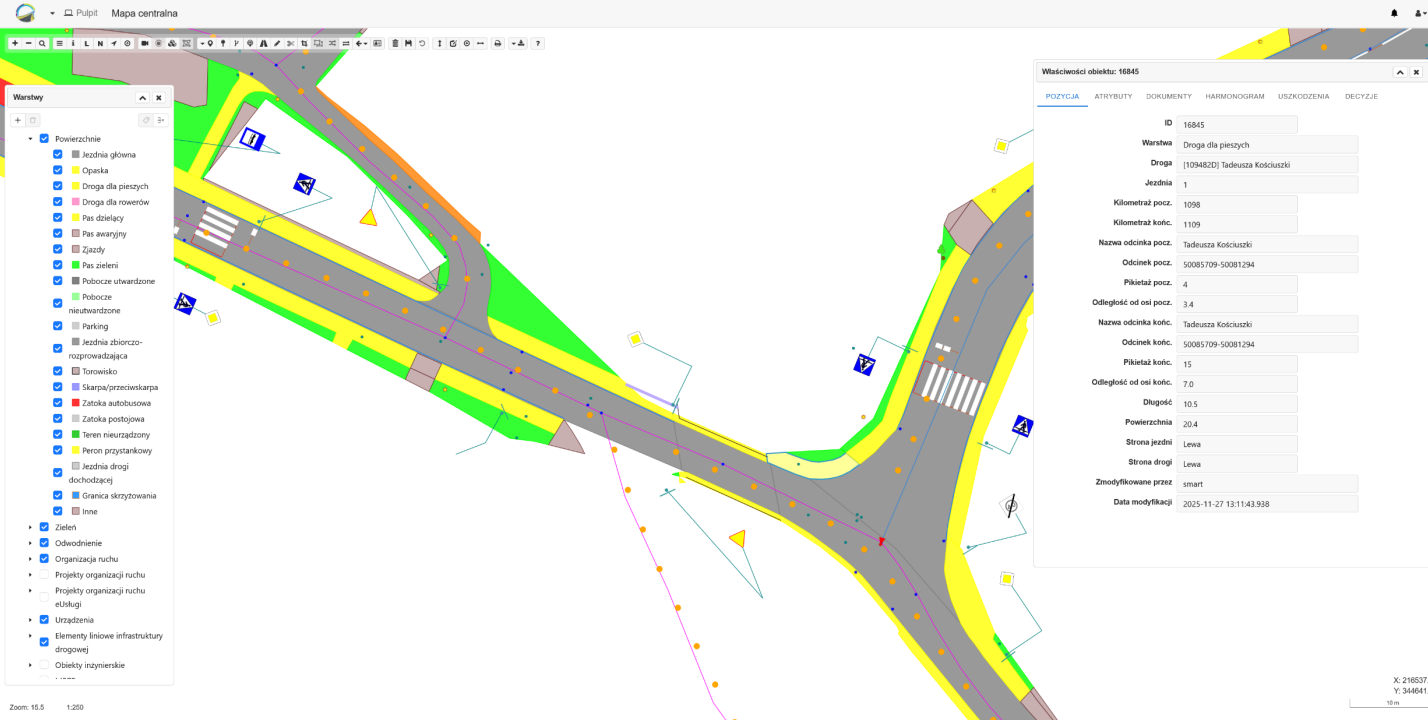 Pulpit Mapa centralna
Warstwy
Powierzchnie
Jezdnia główna
Opaska
Droga dla pieszych
Droga dla rowerów
Pas dzielący
Pas awaryjny
Zjazdy
Pas zieleni
Pobocze utwardzone
Pobocze
nieutwardzone
Parking
Jezdnia zbiorczo-
rozprowadzająca
Torowisko
Skarpa/przeciwskarpa
Zatoka autobusowa
Zatoka postojowa
Teren nieurządzony
Peron przystankowy
Jezdnia drogi
dochodzącej
Granica skrzyżowania
Inne
Zieleń
Odwodnienie
Organizacja ruchu
Projekty organizacji ruchu
Projekty organizacji ruchu
eUsługi
Urządzenia
Elementy liniowe infrastruktury
drogowej
Obiekty inżynierskie
Zoom: 15.5 1:250
Właściwości obiektu: 16845
POZYCJA ATRYBUTY DOKUMENTY HARMONOGRAM USZKODZENIA DECYZJE
ID 16845
Warstwa Droga dla pieszych
Droga [109482D] Tadeusza Kościuszki
Jezdnia 1
Kilometraż pocz. 1098
Kilometraż końc. 1109
Nazwa odcinka pocz. Tadeusza Kościuszki
Odcinek pocz. 50085709-50081294
Pikietaż pocz. 4
Odległość od osi pocz. 3.4
Nazwa odcinka końc. Tadeusza Kościuszki
Odcinek końc. 50085709-50081294
Pikietaż końc. 15
Odległość od osi końc. 7.0
Długość 10.5
Powierzchnia 20.4
Strona jezdni Lewa
Strona drogi Lewa
Zmodyfikowane przez smart
Data modyfikacji 2025-11-27 13:11:43.938
X: 216537
Y: 344641
10 m